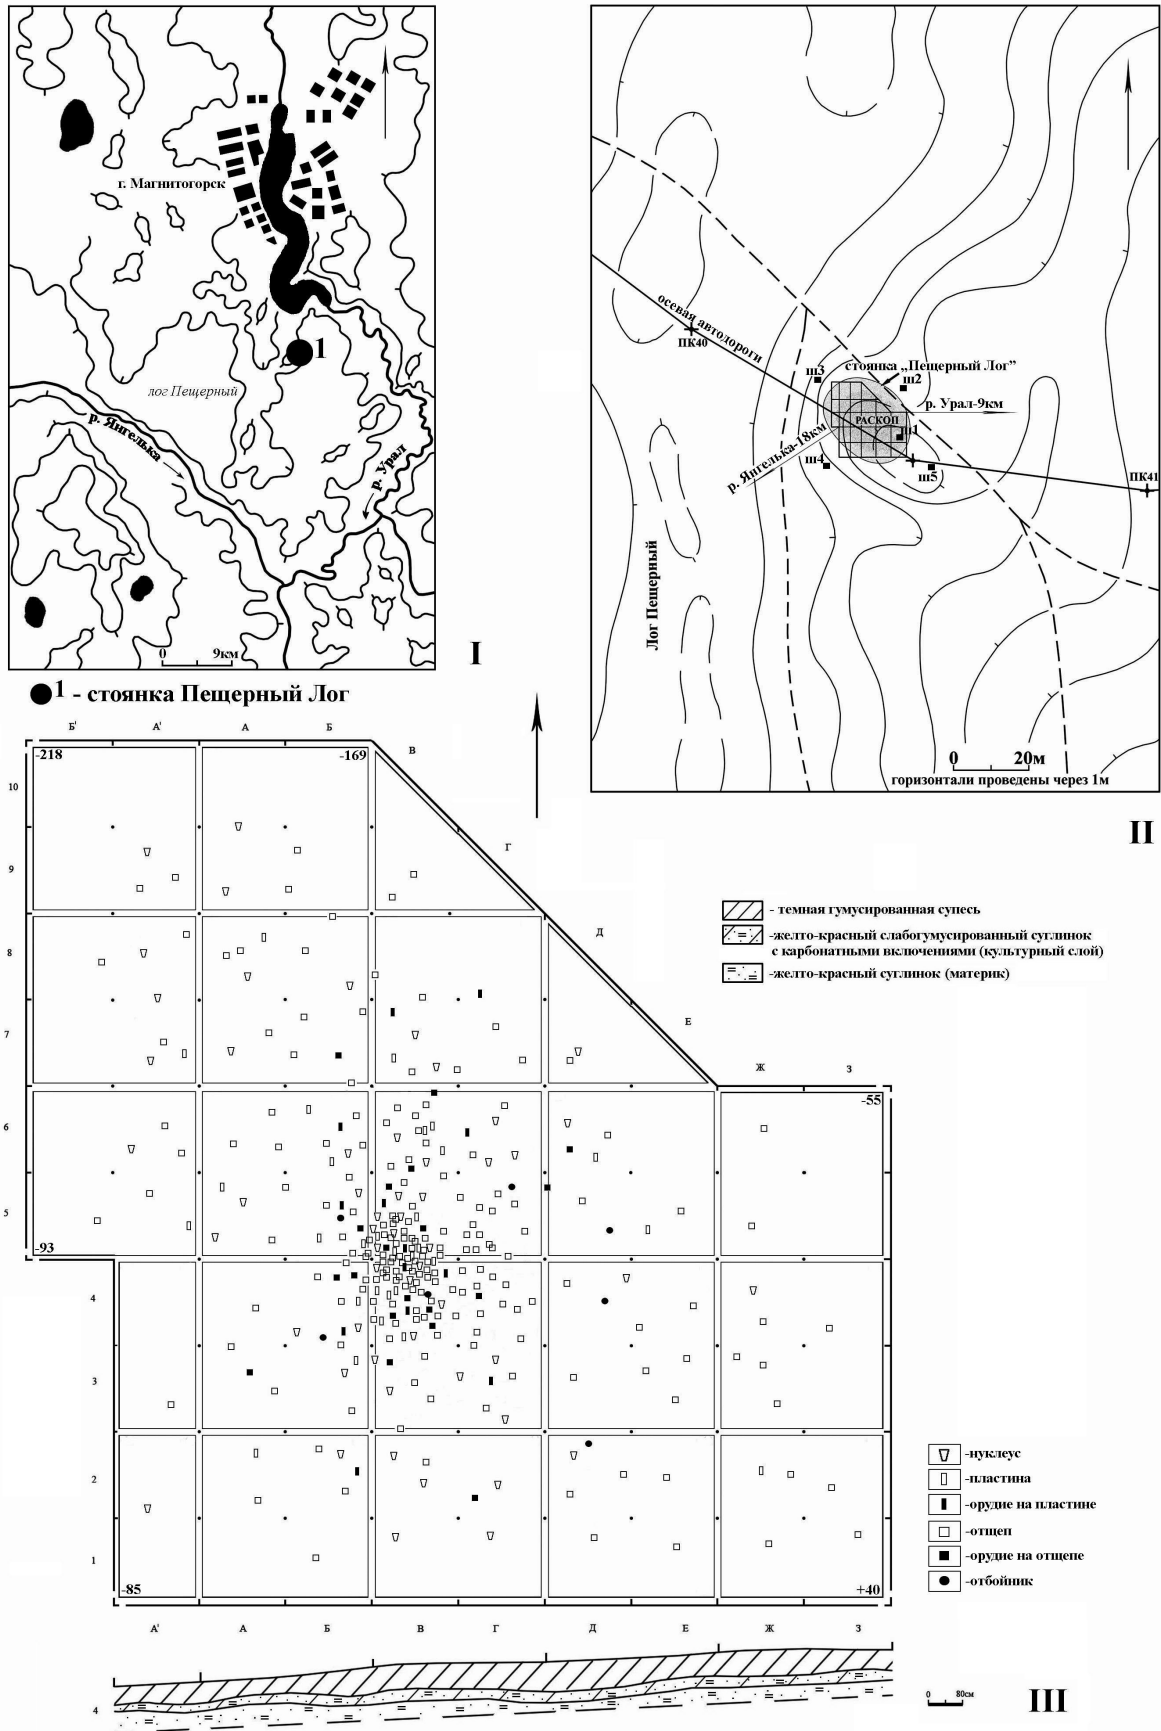 г. Магнитогорск
1
лог Пещерный
р. Янгелька
р. Урал
0 9км
I
1 - стоянка Пещерный Лог
осевая автодороги
ПК40
стоянка „Пещерный Лог”
ш3
ш2
р. Урал-9км
РАСКОП
ш1
р. Янгелька-18км
ш4
ш5
ПК41
Лог Пещерный
0 20м
горизонтали проведены через 1м
II
Б' А' А Б В
-218 -169
10
9
Г
8
Д
7
Е
Ж З
6
-55
5
-93
4
3
2
1
-85 +40
А' А Б В Г Д Е Ж З
4
- темная гумусированная супесь
-желто-красный слабогумусированный суглинок
с карбонатными включениями (культурный слой)
-желто-красный суглинок (материк)
-нуклеус
-пластина
-орудие на пластине
-отщеп
-орудие на отщепе
-отбойник
0 80см
III